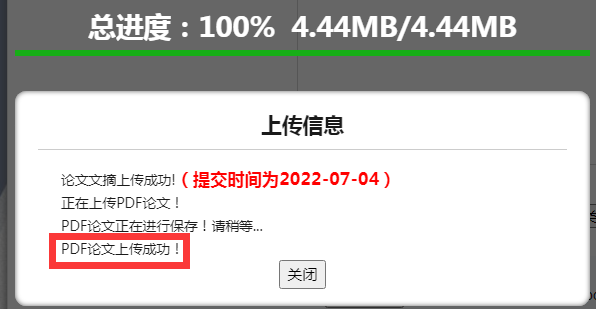 总进度：100% 4.44MB/4.44MB
上传信息
论文文摘上传成功!（提交时间为2022-07-04）
正在上传PDF论文！
PDF论文正在进行保存！请稍等...
PDF论文上传成功！
关闭